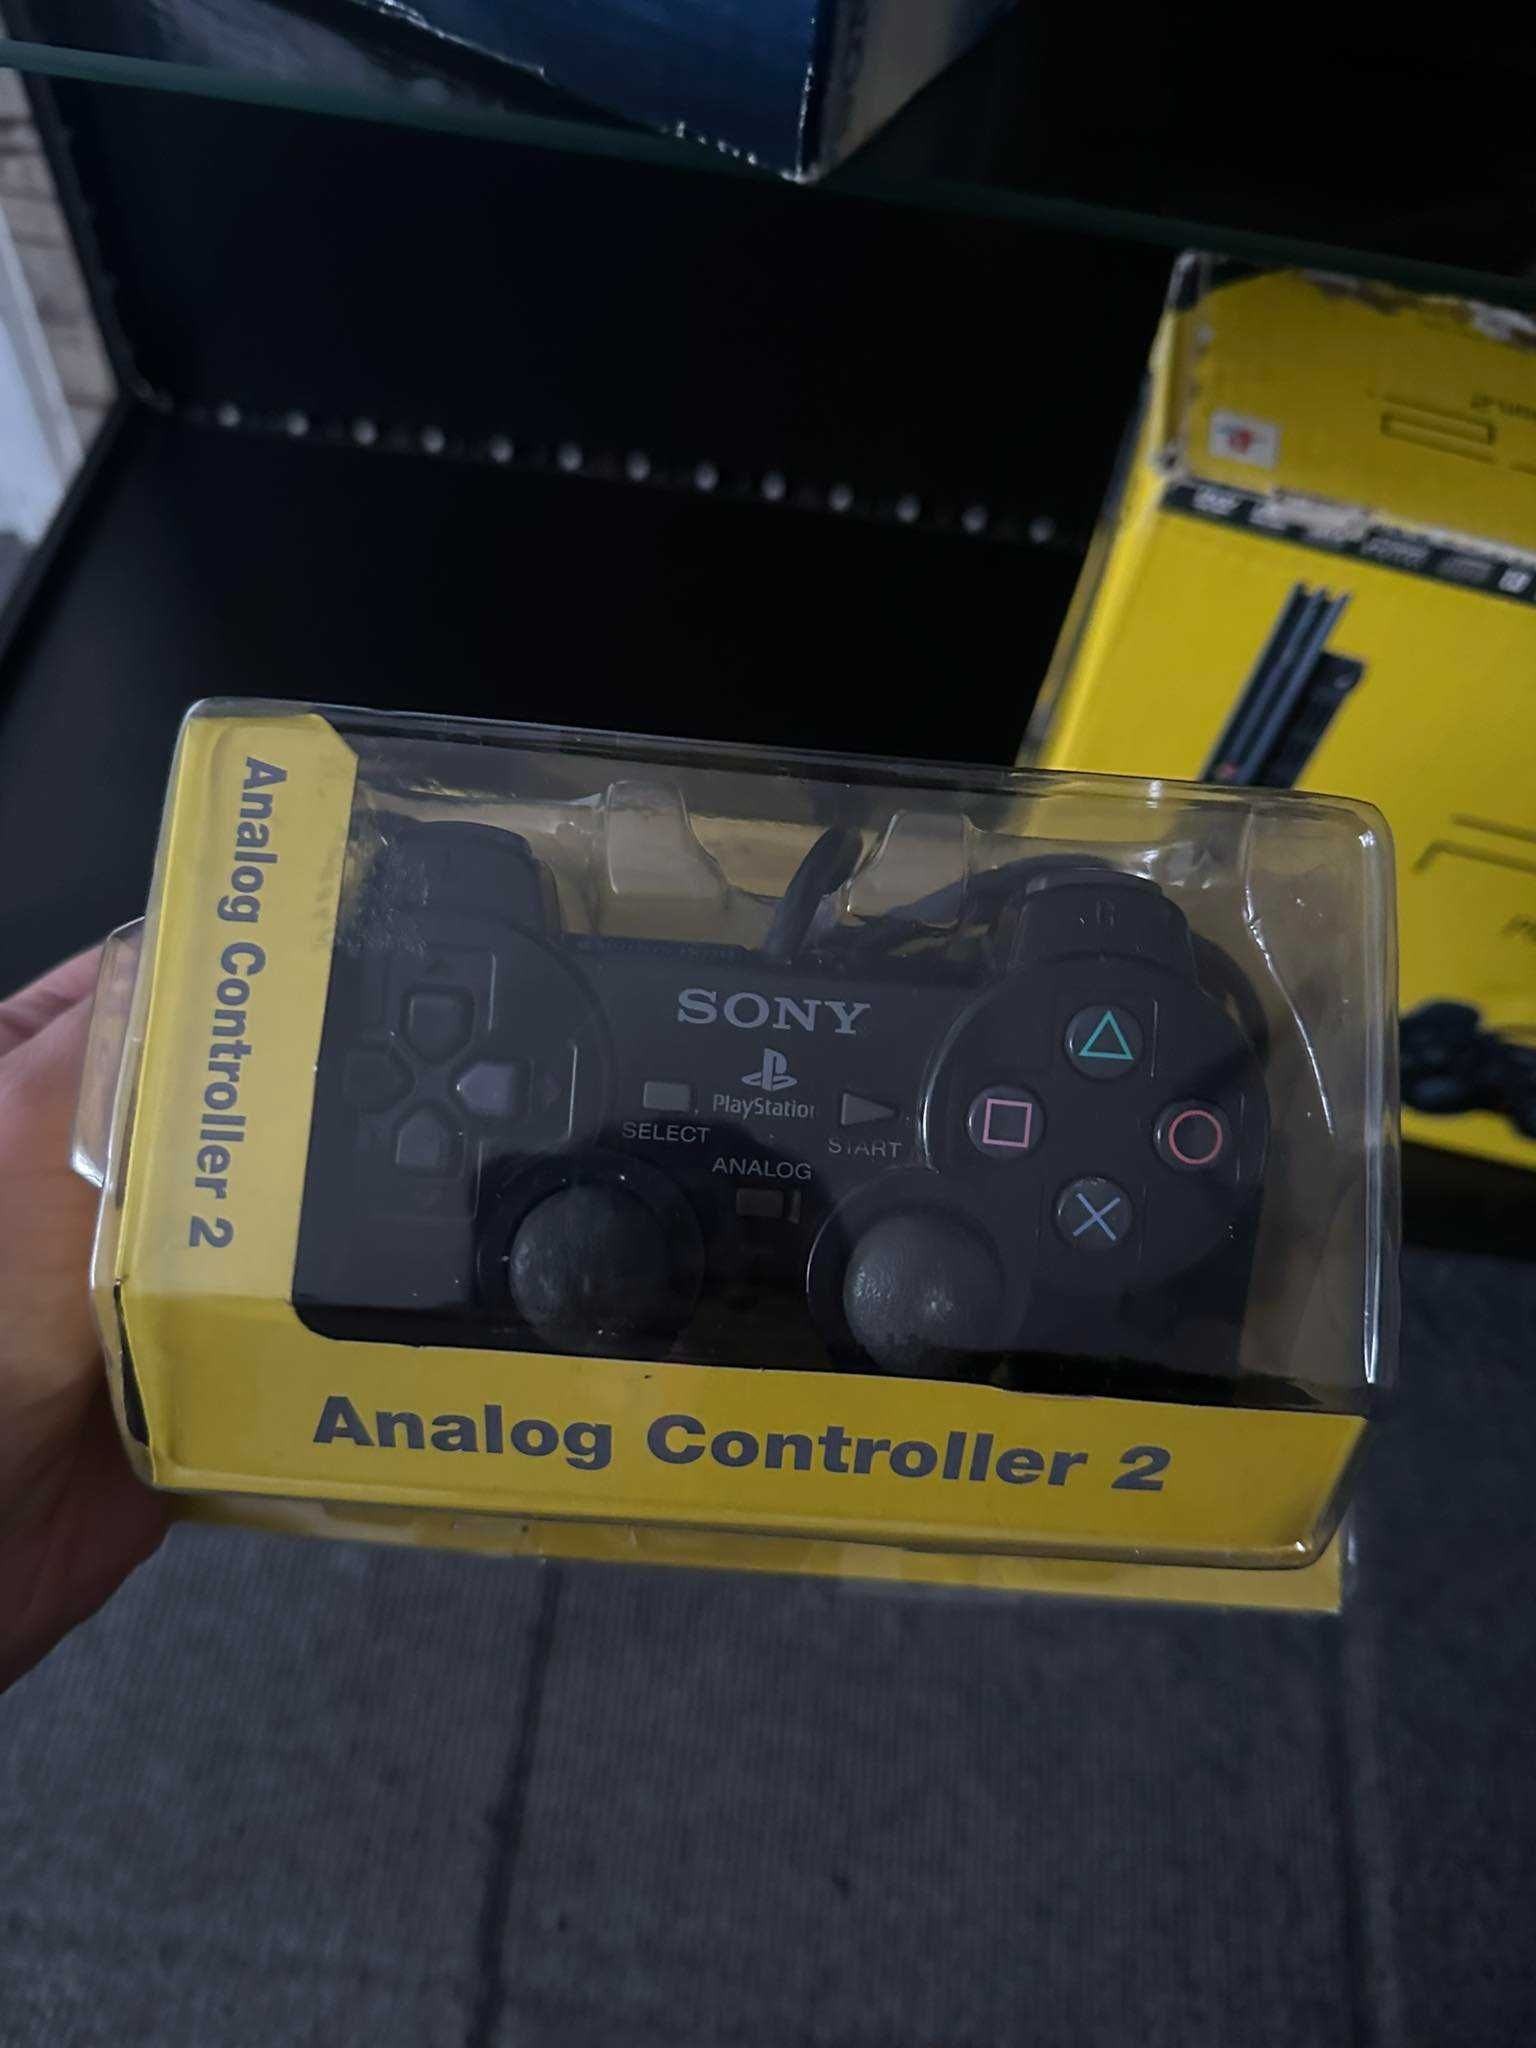 Analog Controller 2
SONY
PlayStation
SELECT
START
ANALOG
Analog Controller 2